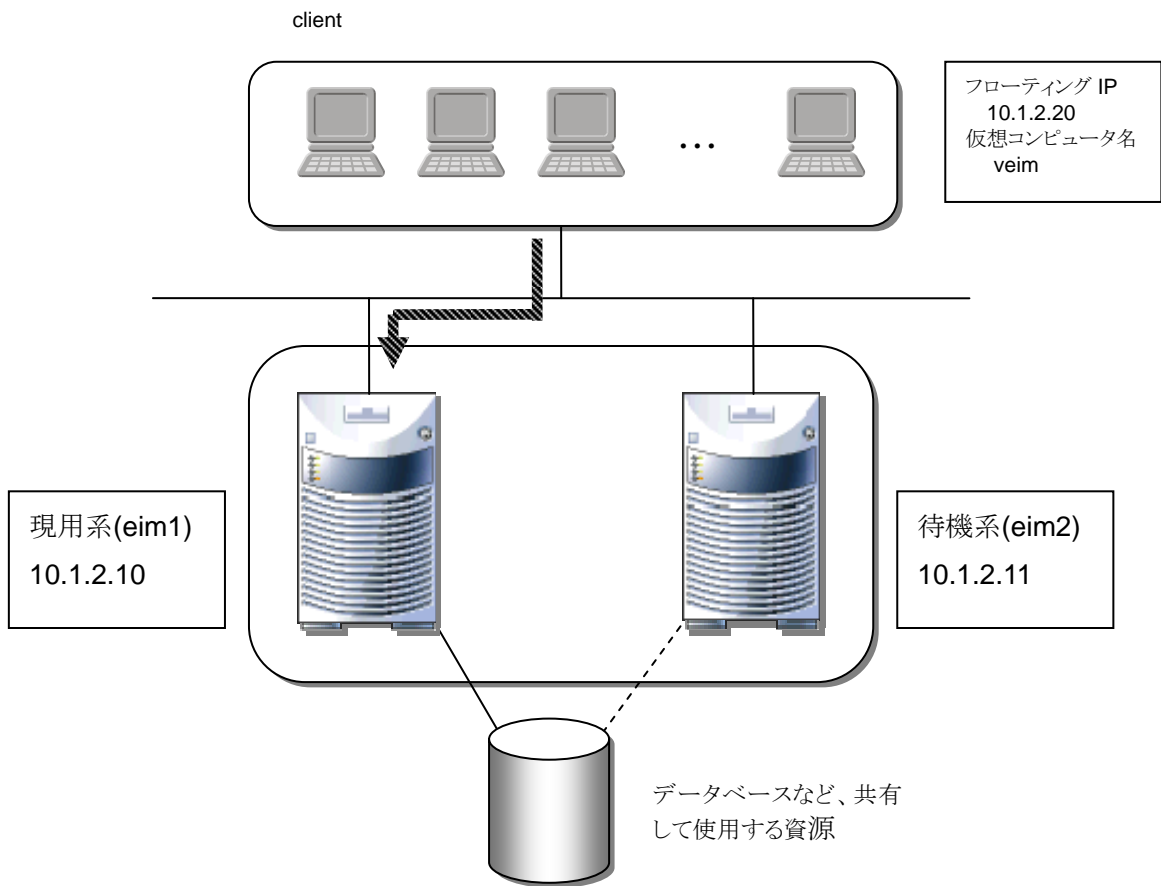 client
フローティング IP
10.1.2.20
仮想コンピュータ名
veim
…
現用系(eim1)
10.1.2.10
待機系(eim2)
10.1.2.11
データベースなど、共有
して使用する資源